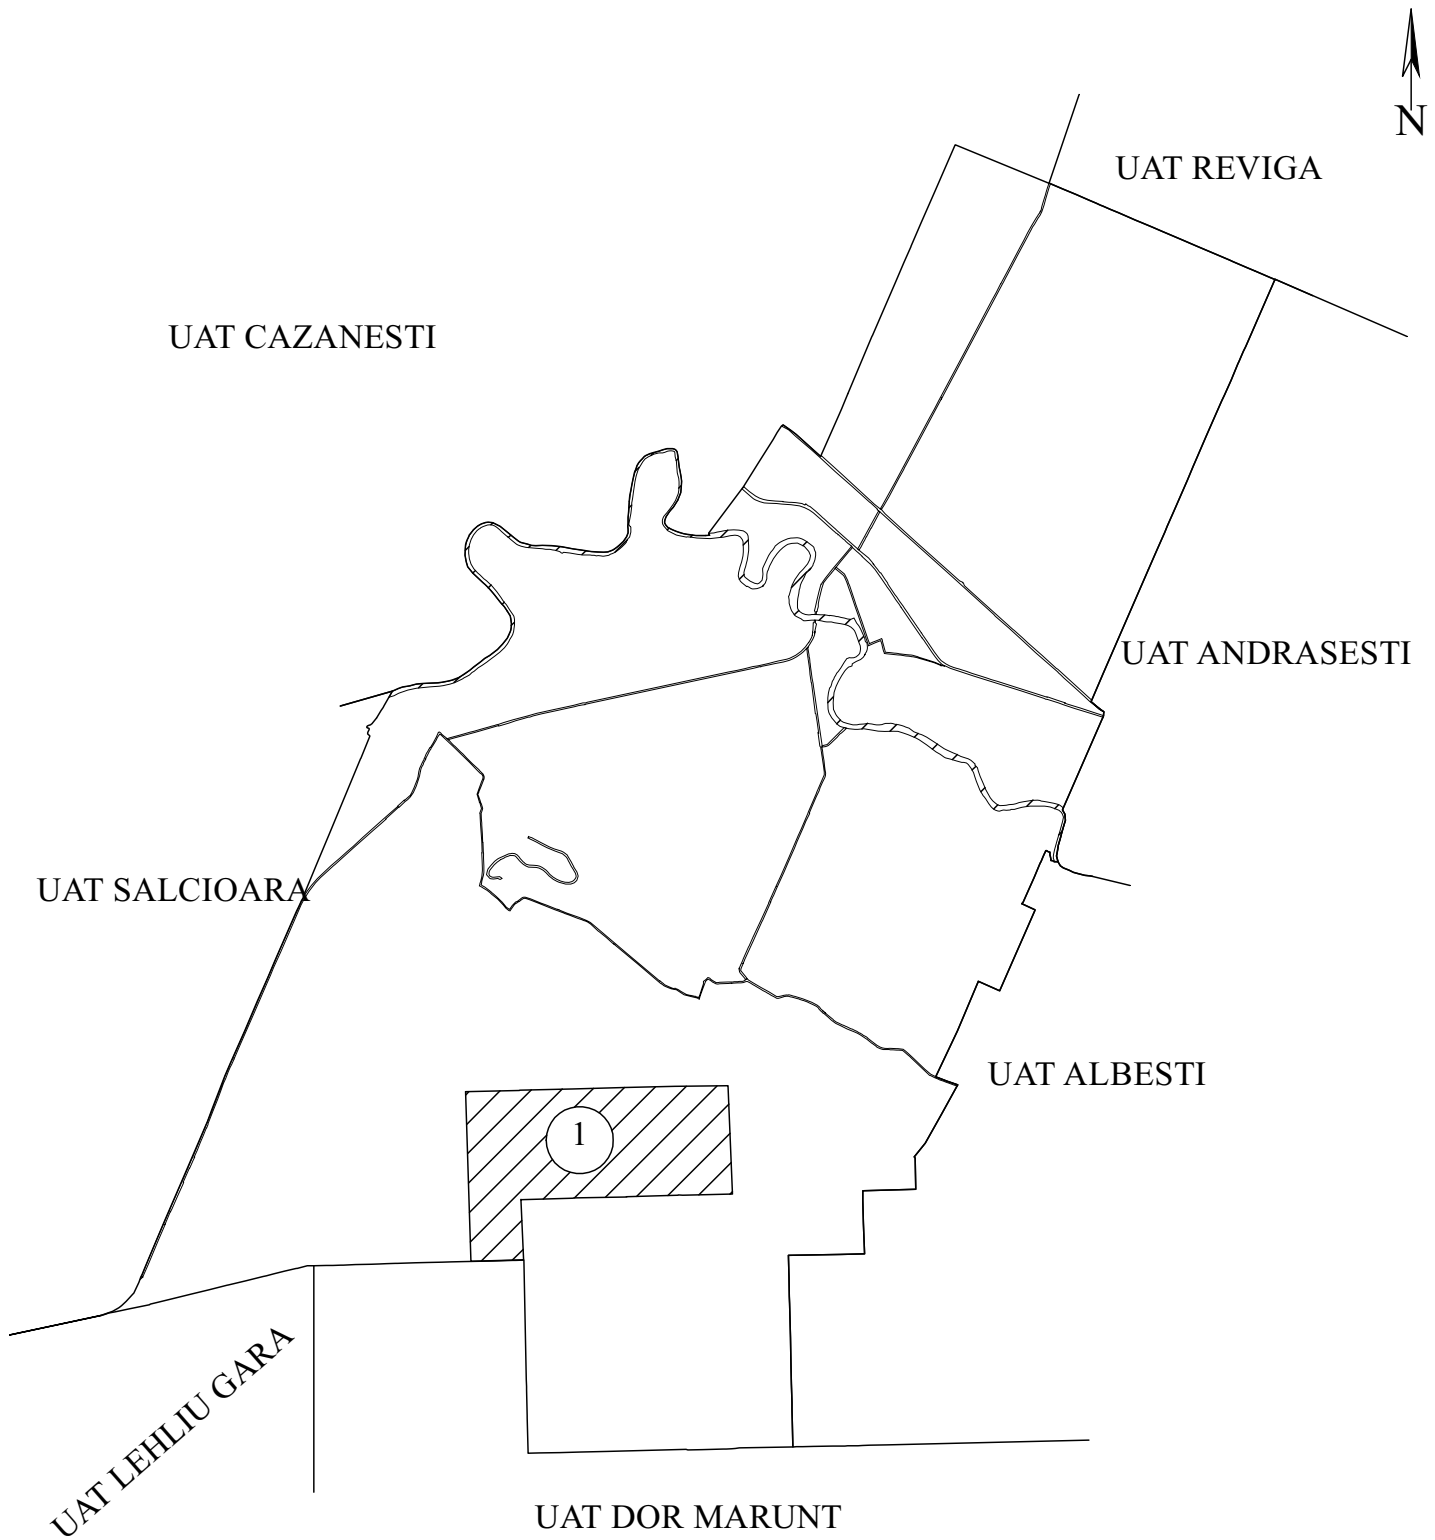 N
UAT REVIGA
UAT CAZANESTI
UAT ANDRASESTI
UAT SALCIOARA
UAT ALBESTI
1
UAT LEHLIU GARA
UAT DOR MARUNT